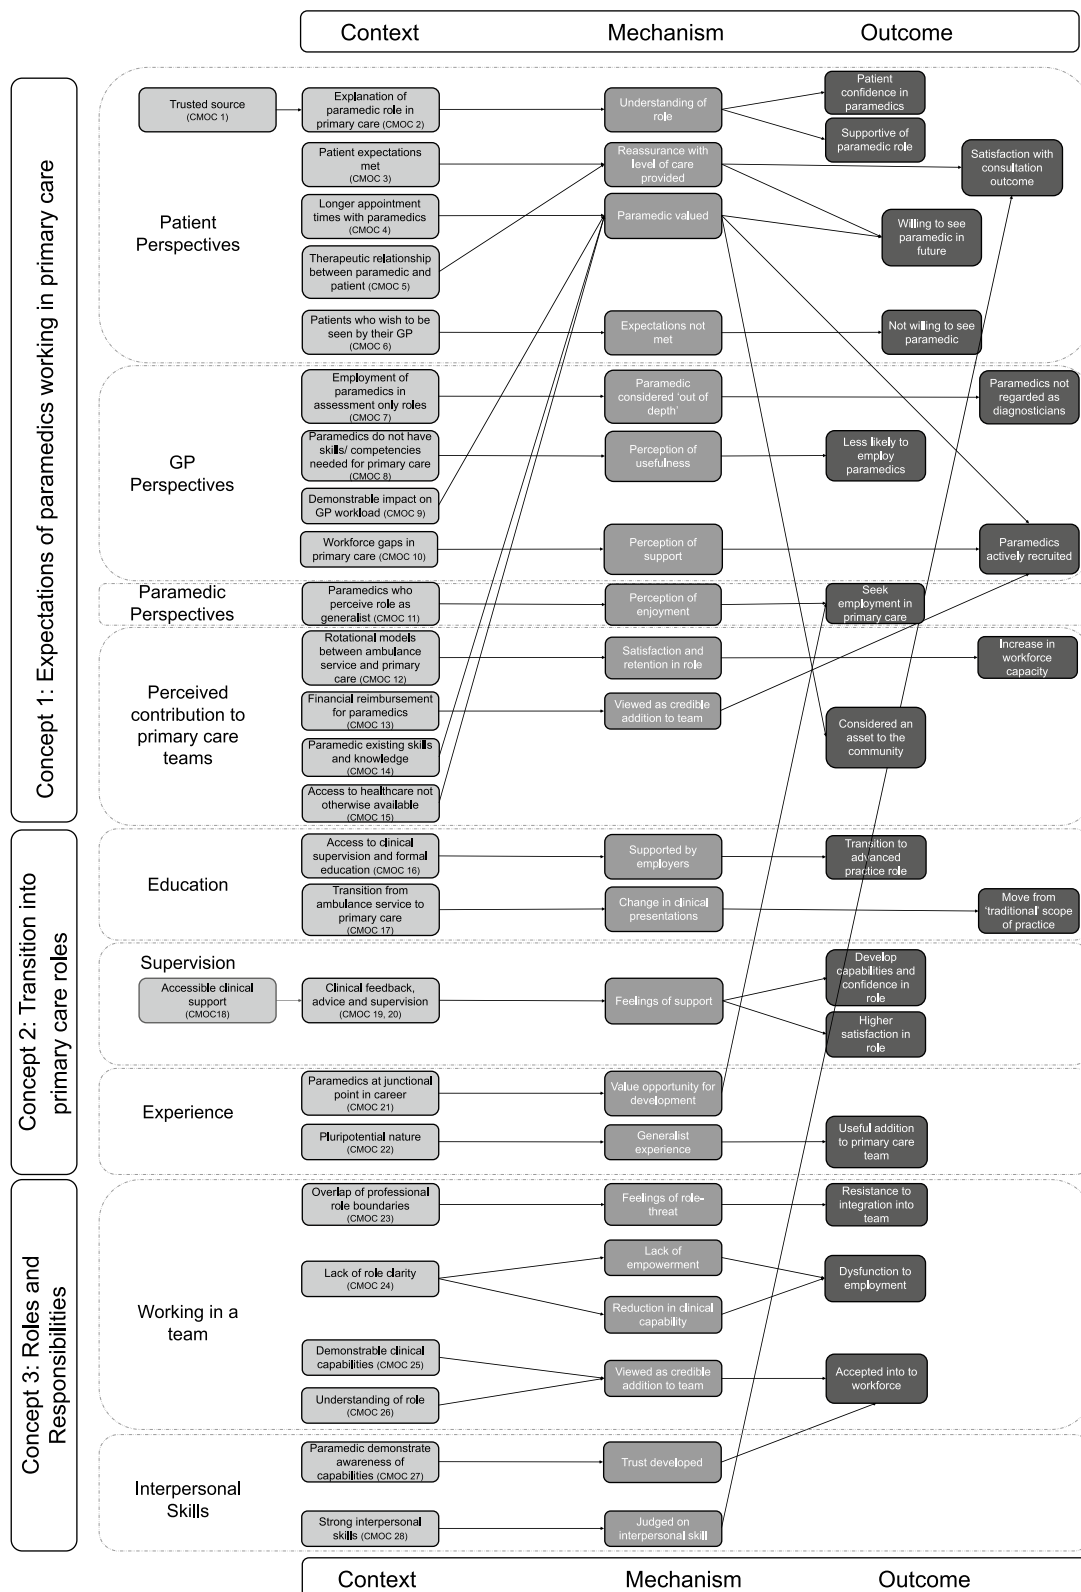 Context
Mechanism
Outcome
Concept 1: Expectations of paramedics working in primary care
Patient
Perspectives
Trusted source
(CMOC 1)
Explanation of
paramedic role in
primary care (CMOC 2)
Understanding of
role
Patient
confidence in
paramedics
Supportive of
paramedic role
Patient expectations
met
(CMOC 3)
Reassurance with
level of care
provided
Satisfaction with
consultation
outcome
Longer appointment
times with paramedics
(CMOC 4)
Paramedic valued
Willing to see
paramedic in
future
Therapeutic relationship
between paramedic and
patient (CMOC 5)
Patients who wish to be
seen by their GP
(CMOC 6)
Expectations not
met
Not willing to see
paramedic
GP
Perspectives
Employment of
paramedics in
assessment only roles
(CMOC 7)
Paramedic
considered 'out of
depth'
Paramedics not
regarded as
diagnosticians
Paramedics do not have
skills/ competencies
needed for primary care
(CMOC 8)
Perception of
usefulness
Less likely to
employ
paramedics
Demonstrable impact on
GP workload (CMOC 9)
Workforce gaps in
primary care (CMOC 10)
Perception of
support
Paramedics
actively recruited
Paramedic
Perspectives
Paramedics who
perceive role as
generalist (CMOC 11)
Perception of
enjoyment
Seek
employment in
primary care
Perceived
contribution to
primary care
teams
Rotational models
between ambulance
service and primary
care (CMOC 12)
Satisfaction and
retention in role
Increase in
workforce
capacity
Financial reimbursement
for paramedics
(CMOC 13)
Viewed as credible
addition to team
Considered an
asset to the
community
Paramedic existing skills
and knowledge
(CMOC 14)
Access to healthcare not
otherwise available
(CMOC 15)
Concept 2: Transition into
primary care roles
Education
Access to clinical
supervision and formal
education (CMOC 16)
Supported by
employers
Transition to
advanced
practice role
Transition from
ambulance service to
primary care
(CMOC 17)
Change in clinical
presentations
Move from
'traditional' scope
of practice
Supervision
Accessible clinical
support
(CMOC18)
Clinical feedback,
advice and supervision
(CMOC 19, 20)
Feelings of support
Develop
capabilities and
confidence in
role
Higher
satisfaction in
role
Experience
Paramedics at junctional
point in career
(CMOC 21)
Value opportunity for
development
Pluripotential nature
(CMOC 22)
Generalist
experience
Useful addition
to primary care
team
Concept 3: Roles and
Responsibilities
Working in a
team
Overlap of professional
role boundaries
(CMOC 23)
Feelings of role-
threat
Resistance to
integration into
team
Lack of role clarity
(CMOC 24)
Lack of
empowerment
Reduction in clinical
capability
Dysfunction to
employment
Demonstrable clinical
capabilities (CMOC 25)
Understanding of role
(CMOC 26)
Viewed as credible
addition to team
Accepted into to
workforce
Interpersonal
Skills
Paramedic demonstrate
awareness of
capabilities (CMOC 27)
Trust developed
Strong interpersonal
skills (CMOC 28)
Judged on
interpersonal skill
Context
Mechanism
Outcome